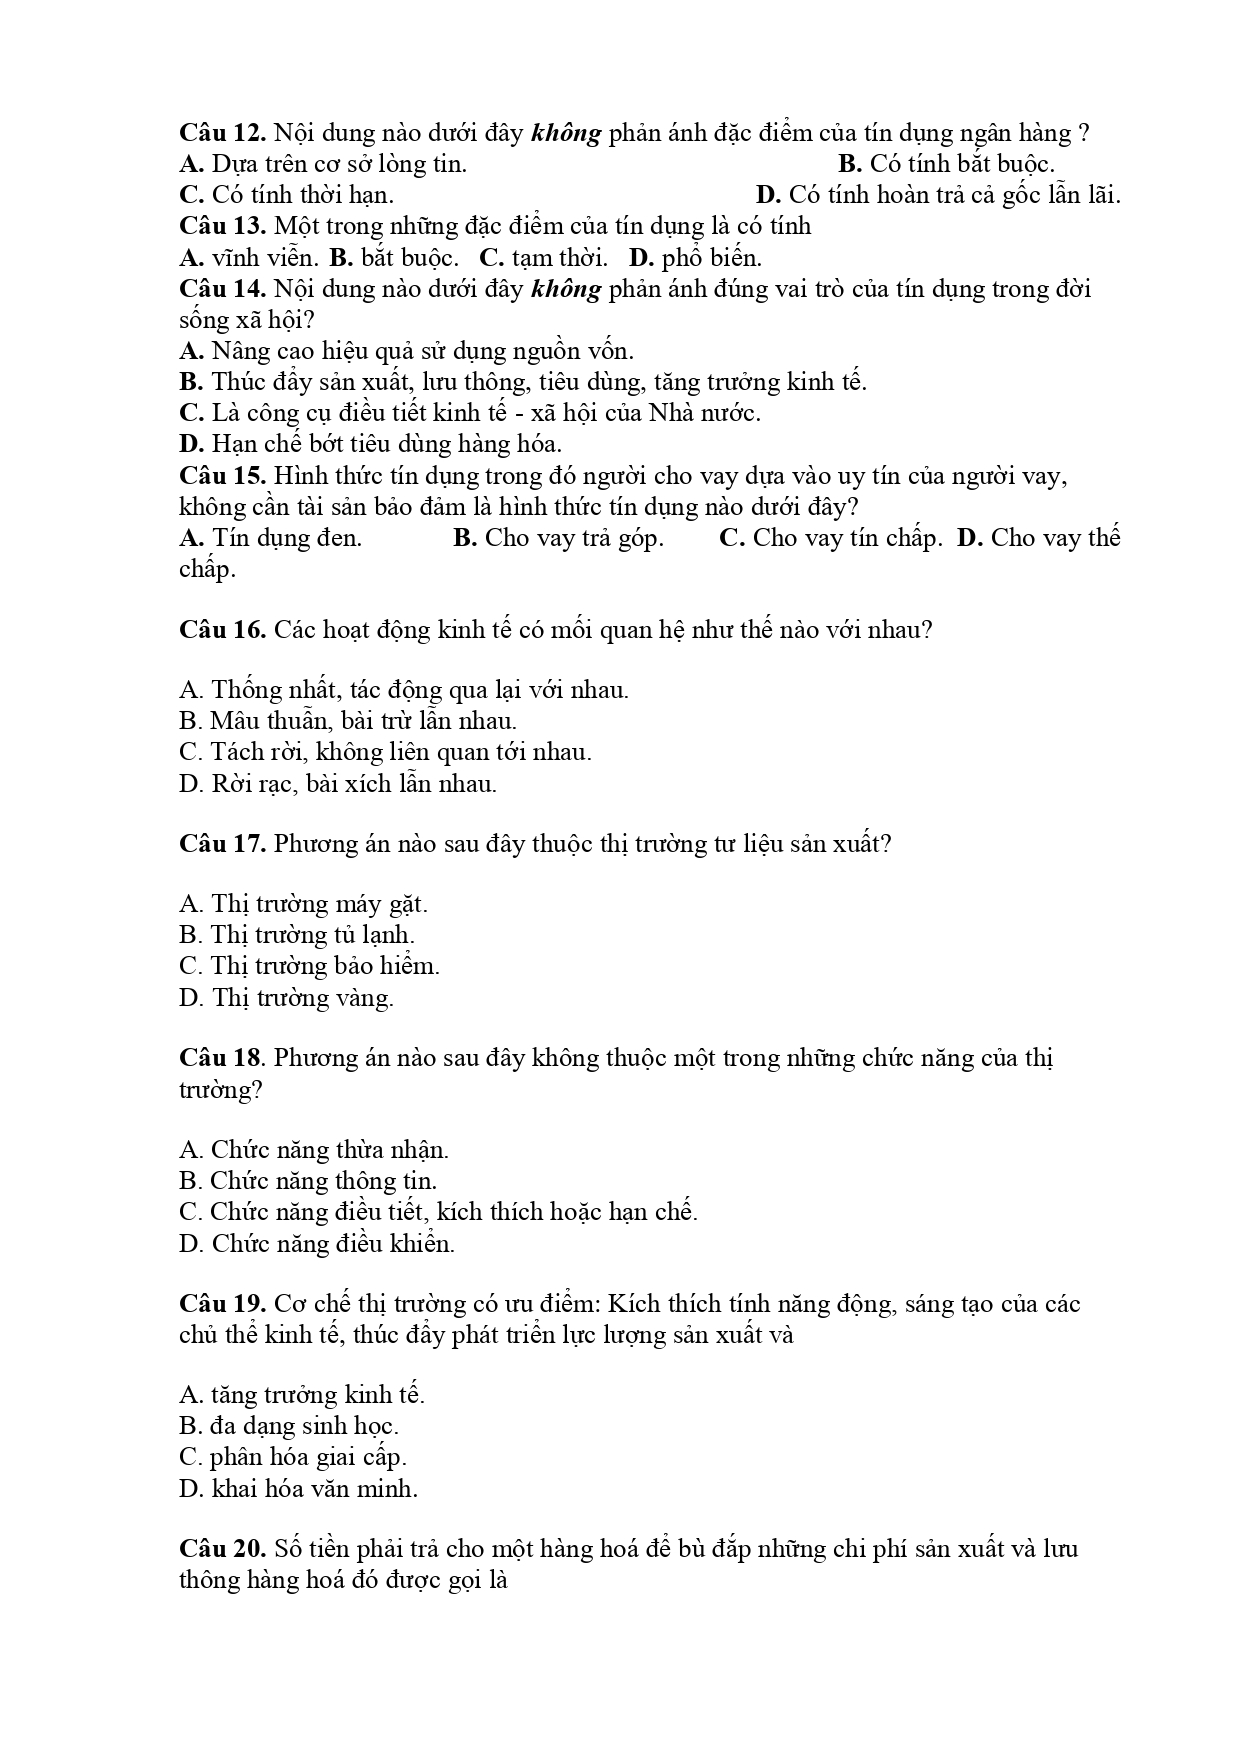 Câu 12. Nội dung nào dưới đây không phản ánh đặc điểm của tín dụng ngân hàng ?
A. Dựa trên cơ sở lòng tin. B. Có tính bắt buộc.
C. Có tính thời hạn. D. Có tính hoàn trả cả gốc lẫn lãi.
Câu 13. Một trong những đặc điểm của tín dụng là có tính
A. vĩnh viễn. B. bắt buộc. C. tạm thời. D. phổ biến.
Câu 14. Nội dung nào dưới đây không phản ánh đúng vai trò của tín dụng trong đời
sống xã hội?
A. Nâng cao hiệu quả sử dụng nguồn vốn.
B. Thúc đẩy sản xuất, lưu thông, tiêu dùng, tăng trưởng kinh tế.
C. Là công cụ điều tiết kinh tế - xã hội của Nhà nước.
D. Hạn chế bớt tiêu dùng hàng hóa.
Câu 15. Hình thức tín dụng trong đó người cho vay dựa vào uy tín của người vay,
không cần tài sản bảo đảm là hình thức tín dụng nào dưới đây?
A. Tín dụng đen. B. Cho vay trả góp. C. Cho vay tín chấp. D. Cho vay thế
chấp.
Câu 16. Các hoạt động kinh tế có mối quan hệ như thế nào với nhau?
A. Thống nhất, tác động qua lại với nhau.
B. Mâu thuẫn, bài trừ lẫn nhau.
C. Tách rời, không liên quan tới nhau.
D. Rời rạc, bài xích lẫn nhau.
Câu 17. Phương án nào sau đây thuộc thị trường tư liệu sản xuất?
A. Thị trường máy gặt.
B. Thị trường tủ lạnh.
C. Thị trường bảo hiểm.
D. Thị trường vàng.
Câu 18. Phương án nào sau đây không thuộc một trong những chức năng của thị
trường?
A. Chức năng thừa nhận.
B. Chức năng thông tin.
C. Chức năng điều tiết, kích thích hoặc hạn chế.
D. Chức năng điều khiển.
Câu 19. Cơ chế thị trường có ưu điểm: Kích thích tính năng động, sáng tạo của các
chủ thể kinh tế, thúc đẩy phát triển lực lượng sản xuất và
A. tăng trưởng kinh tế.
B. đa dạng sinh học.
C. phân hóa giai cấp.
D. khai hóa văn minh.
Câu 20. Số tiền phải trả cho một hàng hoá để bù đắp những chi phí sản xuất và lưu
thông hàng hoá đó được gọi là